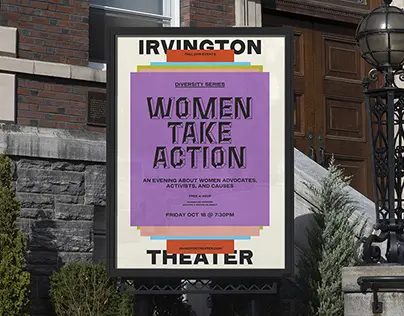 IRVINGTON
DIVERSITY SERIES
WOMEN
TAKE
ACTION
AN EVENING ABOUT WOMEN ADVOCATES,
ACTIVISTS, AND CAUSES
FRIDAY OCT 16 @ 7:30PM
THEATER